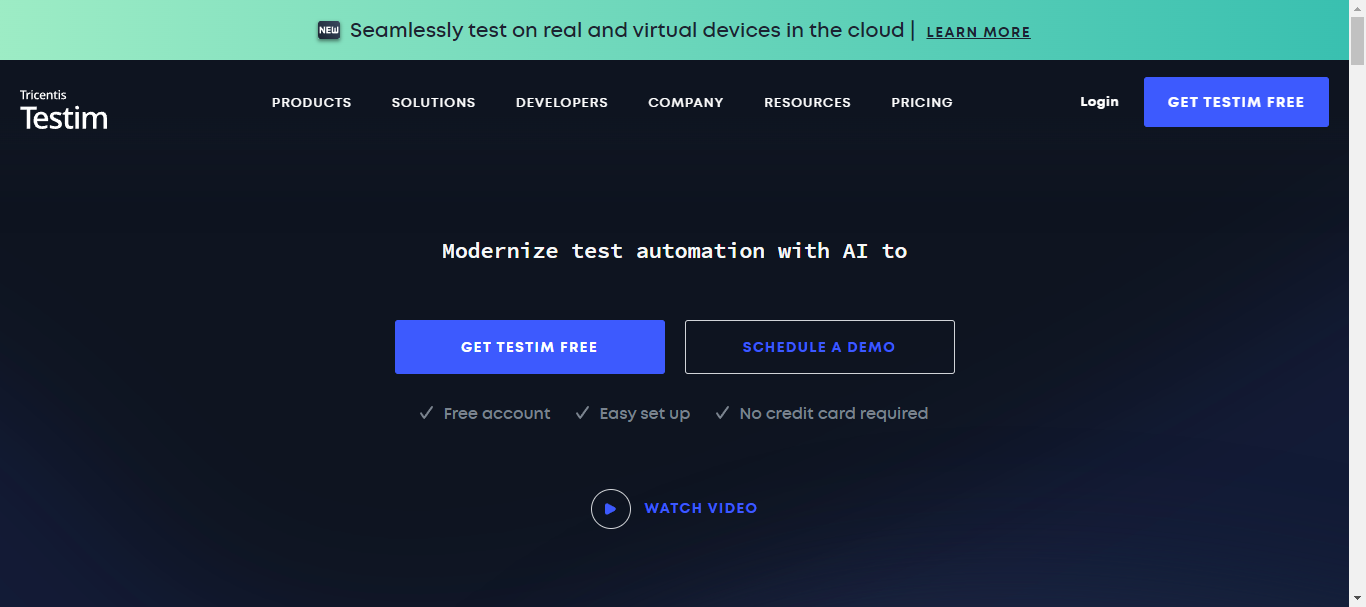 NEW Seamlessly test on real and virtual devices in the cloud | LEARN MORE
Tricentis
Testim
PRODUCTS SOLUTIONS DEVELOPERS COMPANY RESOURCES PRICING Login GET TESTIM FREE
Modernize test automation with AI to
GET TESTIM FREE SCHEDULE A DEMO
✓ Free account ✓ Easy set up ✓ No credit card required
WATCH VIDEO